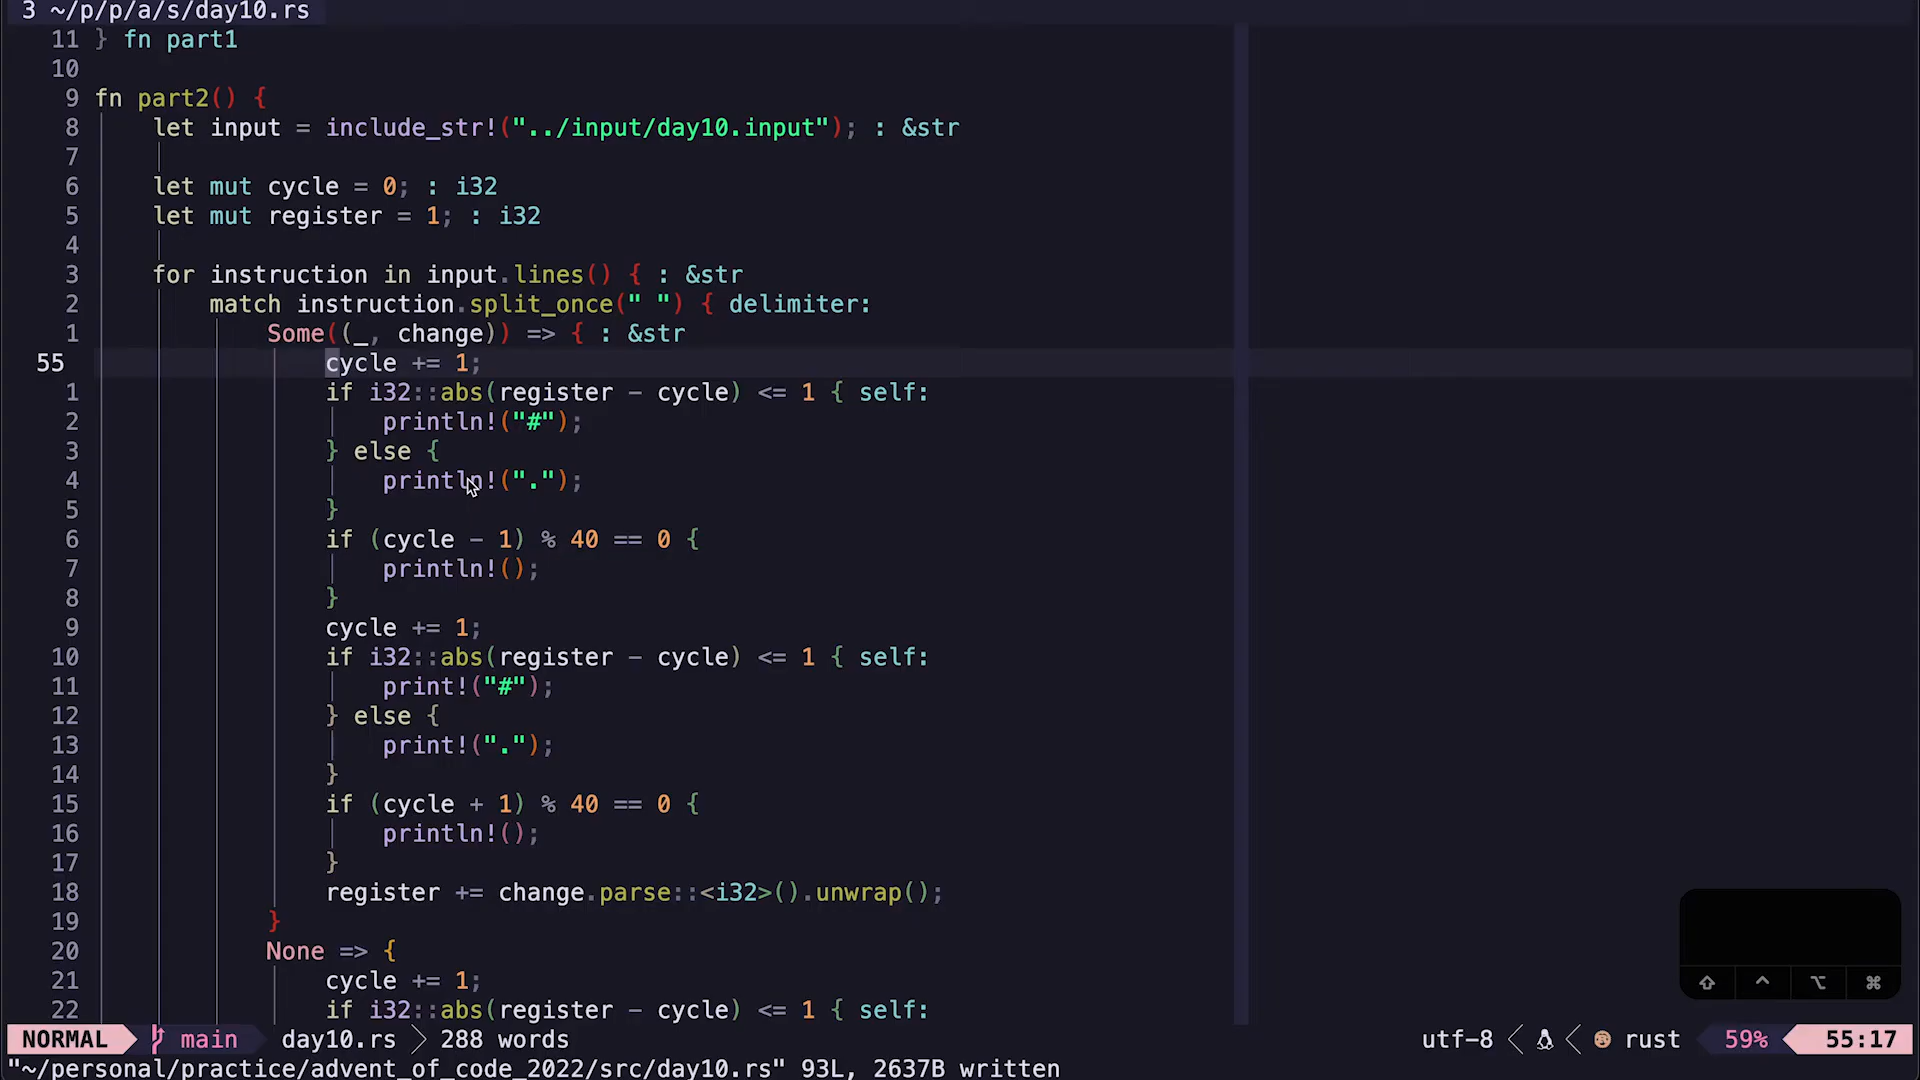 3 ~/p/p/a/s/day10.rs
11 } fn part1
10
9 fn part2() {
8 let input = include_str!("../input/day10.input"); : &str
7
6 let mut cycle = 0; : i32
5 let mut register = 1; : i32
4
3 for instruction in input.lines() { : &str
2 match instruction.split_once(" ") { delimiter:
1 Some((_, change)) => { : &str
55 cycle += 1;
1 if i32::abs(register - cycle) <= 1 { self:
2 println!("#");
3 } else {
4 println!(".");
5 }
6 if (cycle - 1) % 40 == 0 {
7 println!();
8 }
9 cycle += 1;
10 if i32::abs(register - cycle) <= 1 { self:
11 print!("#");
12 } else {
13 print!(".");
14 }
15 if (cycle + 1) % 40 == 0 {
16 println!();
17 }
18 register += change.parse::<i32>().unwrap();
19 }
20 None => {
21 cycle += 1;
22 if i32::abs(register - cycle) <= 1 { self:
NORMAL main day10.rs 288 words utf-8 rust 59% 55:17
"~/personal/practice/advent_of_code_2022/src/day10.rs" 93L, 2637B written